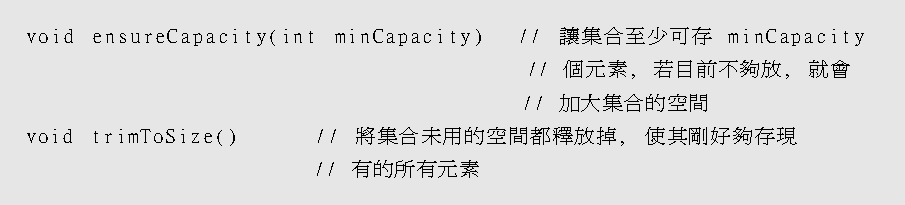 void ensureCapacity(int minCapacity) // 讓集合至少可存 minCapacity
// 個元素, 若目前不夠放, 就會
// 加大集合的空間
void trimToSize() // 將集合未用的空間都釋放掉, 使其剛好夠存現
// 有的所有元素